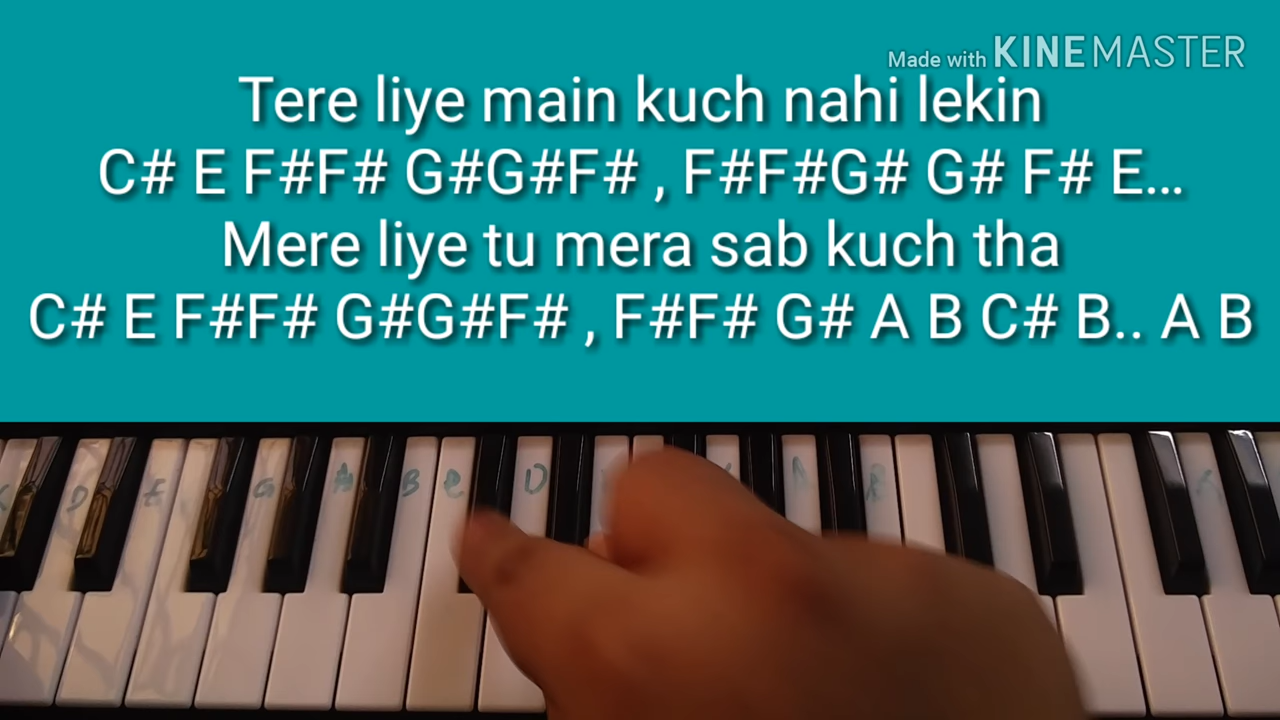 Made with KINEMASTER
Tere liye main kuch nahi lekin
C# E F#F# G#G#F# , F#F#G# G# F# E...
Mere liye tu mera sab kuch tha
C# E F#F# G#G#F# , F#F# G# A B C# B.. A B
D E G A B C D A B